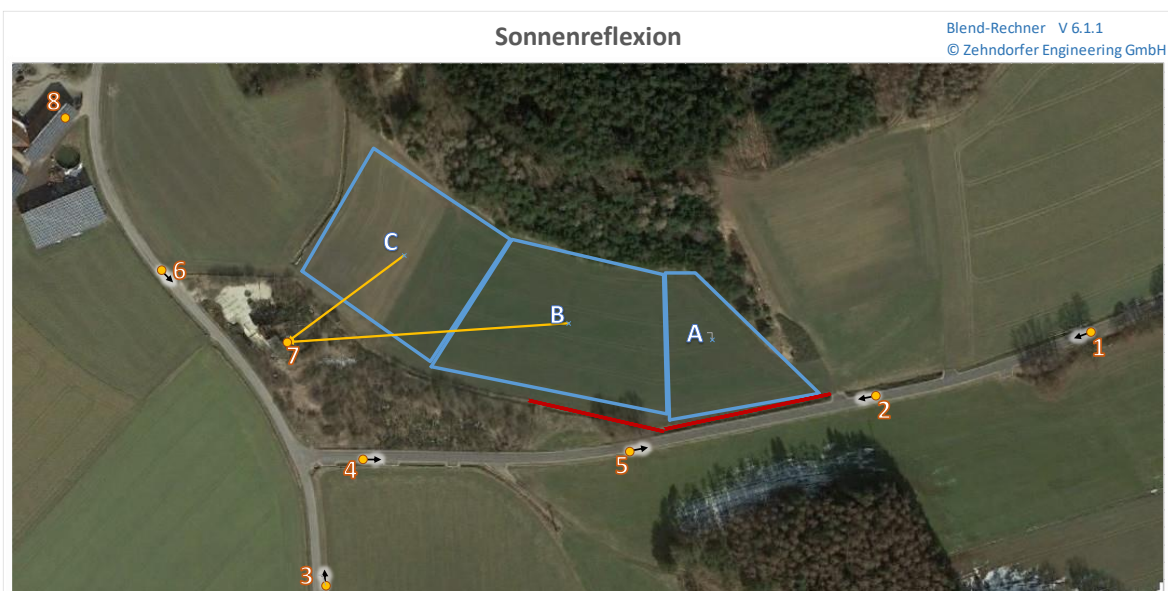 Sonnenreflexion
Blend-Rechner V 6.1.1
© Zehndorfer Engineering GmbH
8
C
6
B
A
7
1
2
4
5
3